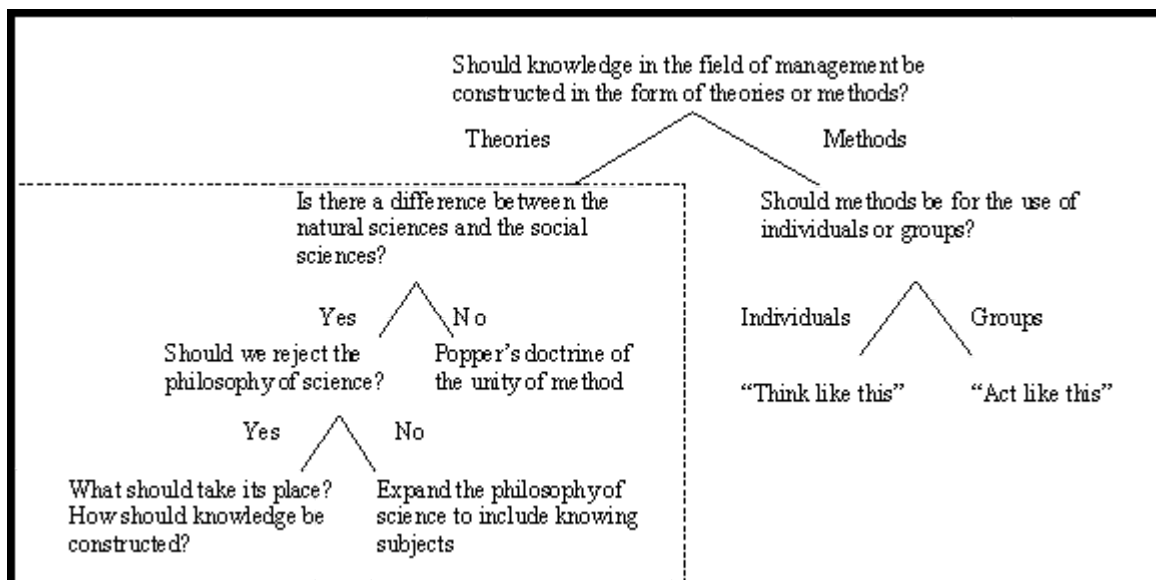 Should knowledge in the field of management be
constructed in the form of theories or methods?
Theories
Methods
Is there a difference between the
natural sciences and the social
sciences?
Should methods be for the use of
individuals or groups?
Yes
No
Individuals
Groups
Should we reject the
philosophy of science?
Popper’s doctrine of
the unity of method
“Think like this”
“Act like this”
Yes
No
What should take its place?
How should knowledge be
constructed?
Expand the philosophy of
science to include knowing
subjects